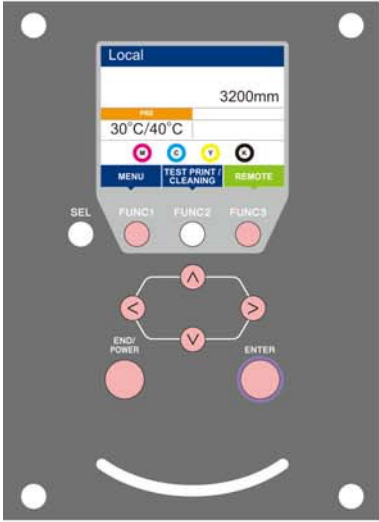 Local
3200mm
PRE
30°C/40°C
M C Y K
MENU TEST PRINT / CLEANING REMOTE
SEL FUNC1 FUNC2 FUNC3
< ∧ ∨ >
END/
POWER
ENTER